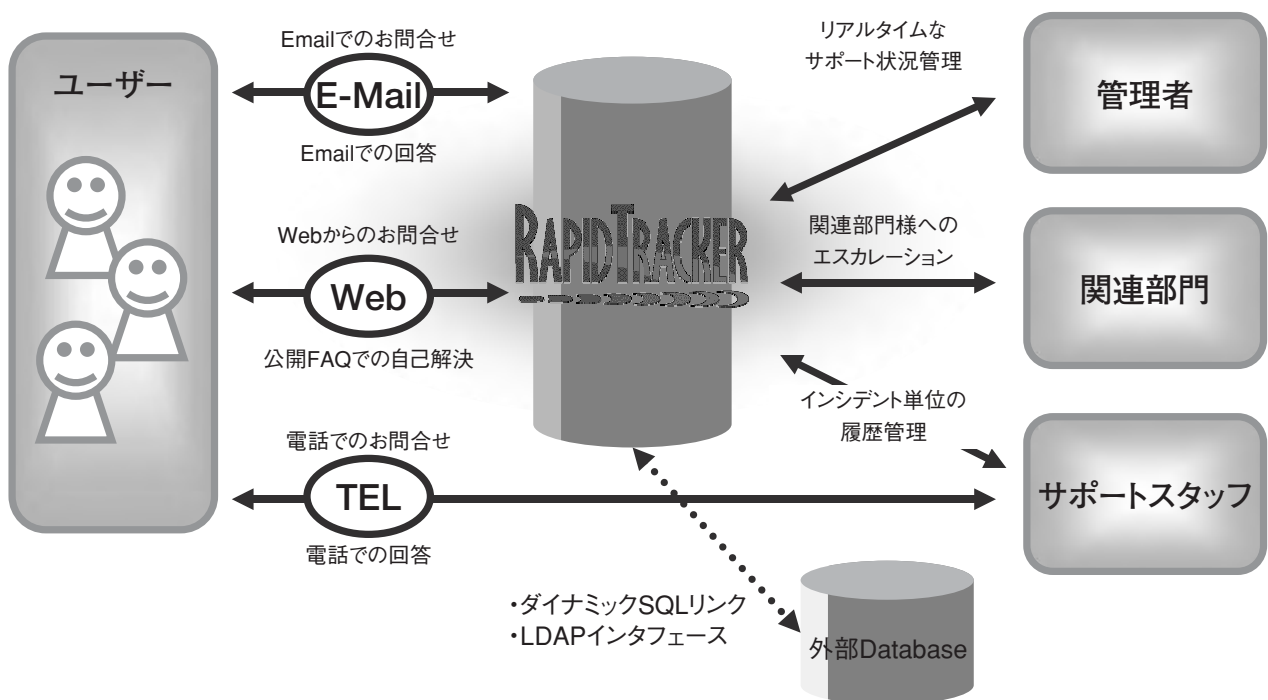 ユーザー
Emailでのお問合せ
E-Mail
Emailでの回答
Webからのお問合せ
Web
公開FAQでの自己解決
電話でのお問合せ
TEL
電話での回答
RAPIDTRACKER
リアルタイムな
サポート状況管理
管理者
関連部門様への
エスカレーション
関連部門
インシデント単位の
履歴管理
サポートスタッフ
・ダイナミックSQLリンク
・LDAPインタフェース
外部Database